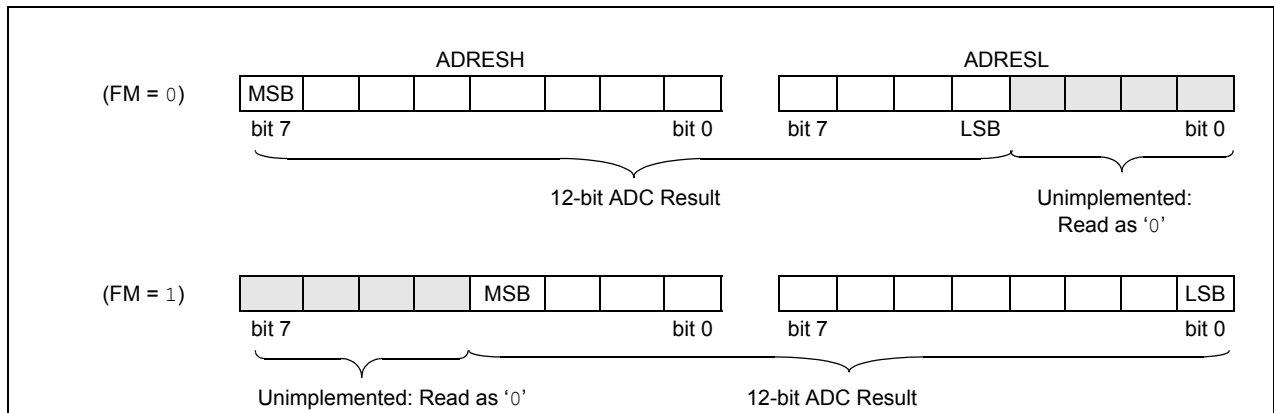 ADRESH ADRESL
(FM = 0) MSB
bit 7 bit 0 bit 7 LSB bit 0
12-bit ADC Result Unimplemented:
Read as ‘0’
(FM = 1) MSB LSB
bit 7 bit 0 bit 7 bit 0
Unimplemented: Read as ‘0’ 12-bit ADC Result